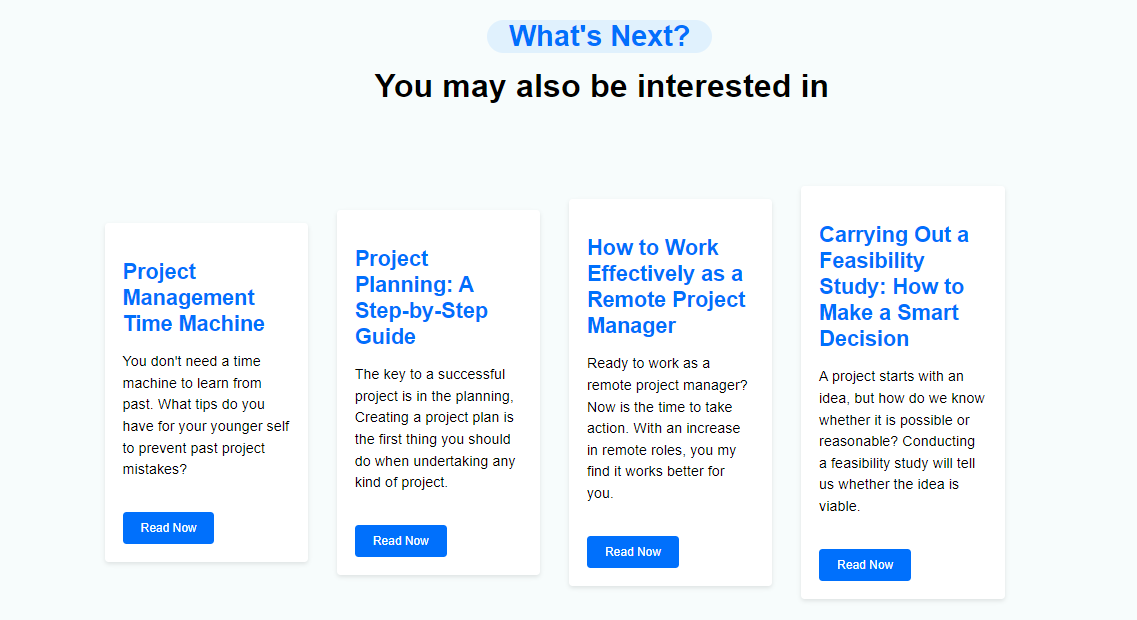 What's Next?
You may also be interested in
Project
Management
Time Machine
You don't need a time
machine to learn from
past. What tips do you
have for your younger self
to prevent past project
mistakes?
Read Now
Project
Planning: A
Step-by-Step
Guide
The key to a successful
project is in the planning,
Creating a project plan is
the first thing you should
do when undertaking any
kind of project.
Read Now
How to Work
Effectively as a
Remote Project
Manager
Ready to work as a
remote project manager?
Now is the time to take
action. With an increase
in remote roles, you my
find it works better for
you.
Read Now
Carrying Out a
Feasibility
Study: How to
Make a Smart
Decision
A project starts with an
idea, but how do we know
whether it is possible or
reasonable? Conducting
a feasibility study will tell
us whether the idea is
viable.
Read Now